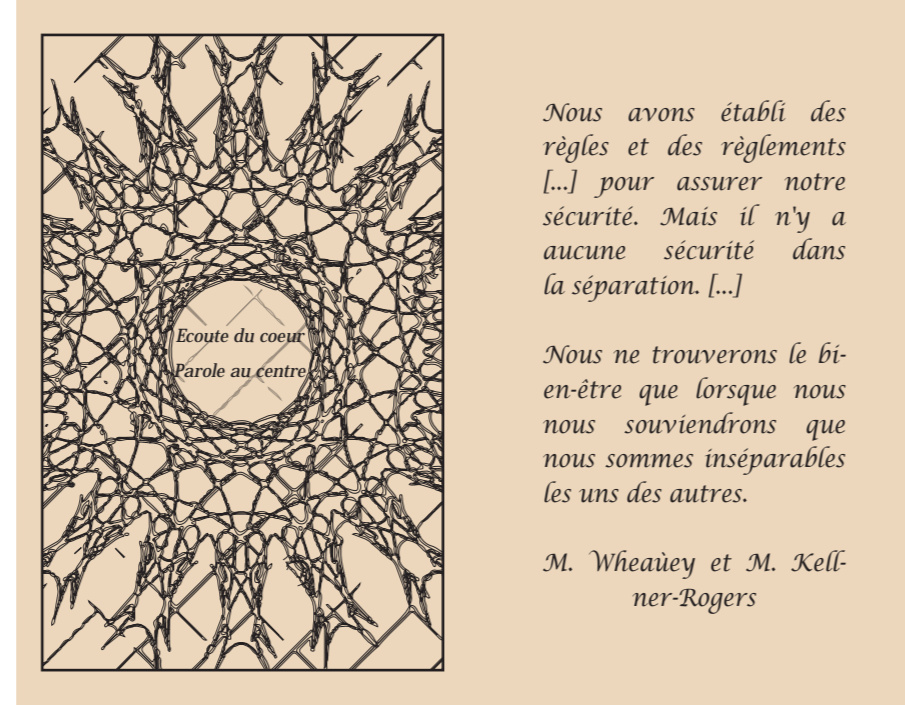 Ecoute du coeur
Parole au centre
Nous avons établi des
règles et des règlements
[...] pour assurer notre
sécurité. Mais il n'y a
aucune sécurité dans
la séparation. [...]
Nous ne trouverons le bi-
en-être que lorsque nous
nous souviendrons que
nous sommes inséparables
les uns des autres.
M. Wheaùey et M. Kell-
ner-Rogers